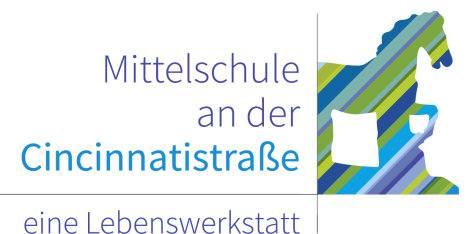 Mittelschule
an der
Cincinnatistraße
eine Lebenswerkstatt